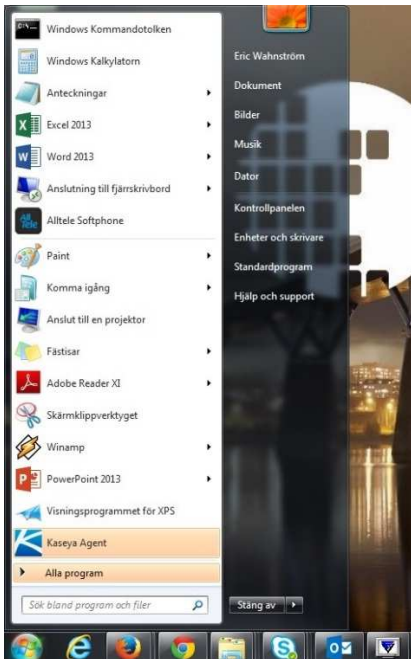 Windows Kommandotolken
Windows Kalkylatorn
Anteckningar
Excel 2013
Word 2013
Anslutning till fjärrskrivbord
Alltele Softphone
Paint
Komma igång
Anslut till en projektor
Fästisar
Adobe Reader XI
Skärmklippverktyget
Winamp
PowerPoint 2013
Visningsprogrammet för XPS
Kaseya Agent
Alla program
Sök bland program och filer
Eric Wahnström
Dokument
Bilder
Musik
Dator
Kontrollpanelen
Enheter och skrivare
Standardprogram
Hjälp och support
Stäng av